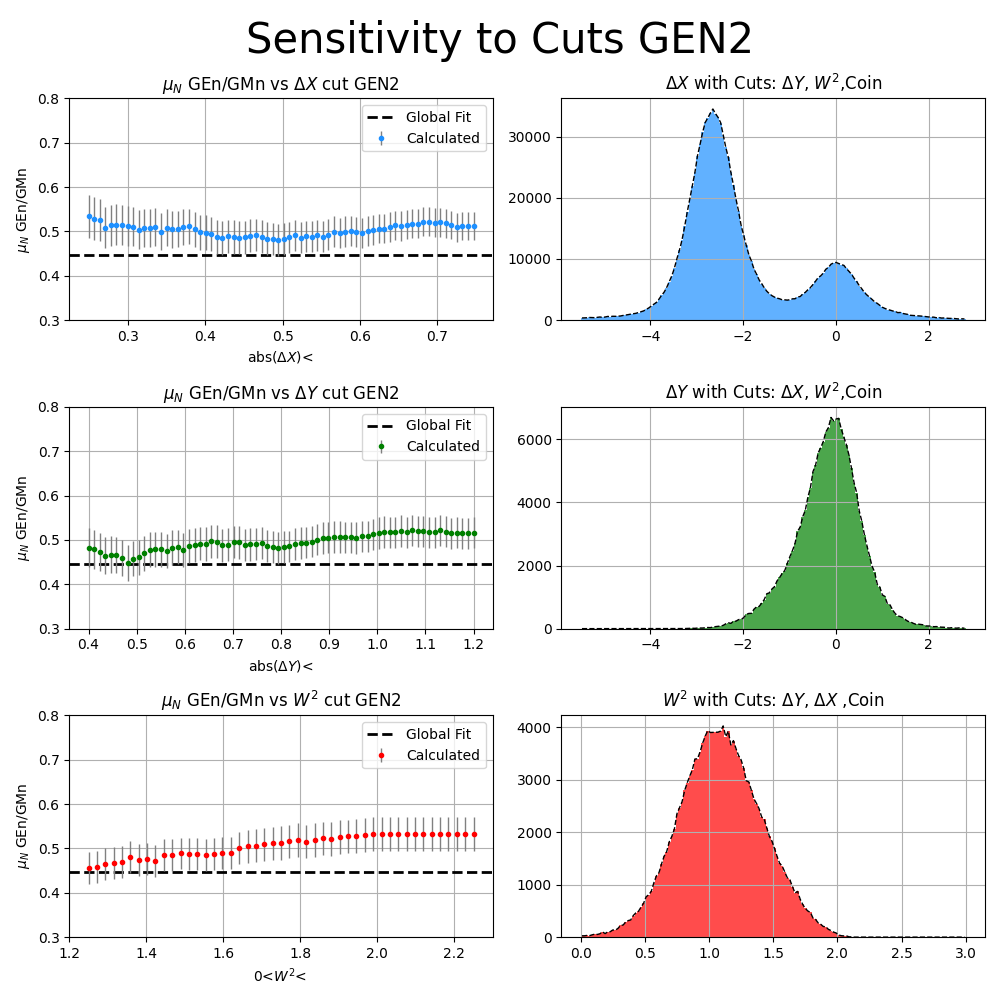 Sensitivity to Cuts GEN2
μN GEn/GMn vs ΔX cut GEN2
0.8
0.7
0.6
0.5
0.4
0.3
μN GEn/GMn
Global Fit
Calculated
0.3 0.4 0.5 0.6 0.7
abs(ΔX)<
ΔX with Cuts: ΔY, W²,Coin
30000
20000
10000
0
−4 −2 0 2
μN GEn/GMn vs ΔY cut GEN2
0.8
0.7
0.6
0.5
0.4
0.3
μN GEn/GMn
Global Fit
Calculated
0.4 0.5 0.6 0.7 0.8 0.9 1.0 1.1 1.2
abs(ΔY)<
ΔY with Cuts: ΔX, W²,Coin
6000
4000
2000
0
−4 −2 0 2
μN GEn/GMn vs W² cut GEN2
0.8
0.7
0.6
0.5
0.4
0.3
μN GEn/GMn
Global Fit
Calculated
1.2 1.4 1.6 1.8 2.0 2.2
0<W²<
W² with Cuts: ΔY, ΔX ,Coin
4000
3000
2000
1000
0
0.0 0.5 1.0 1.5 2.0 2.5 3.0